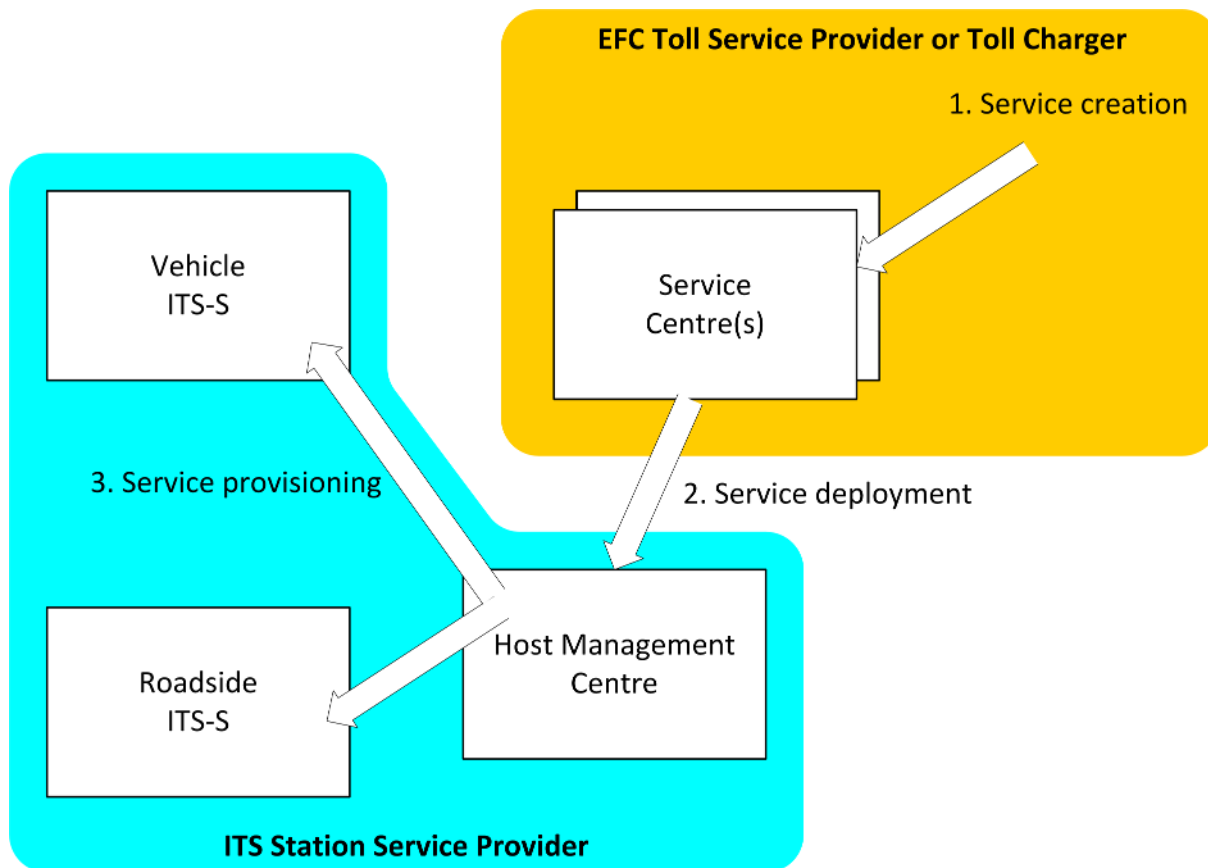 EFC Toll Service Provider or Toll Charger
1. Service creation
Vehicle
ITS-S
Service
Centre(s)
3. Service provisioning
2. Service deployment
Roadside
ITS-S
Host Management
Centre
ITS Station Service Provider